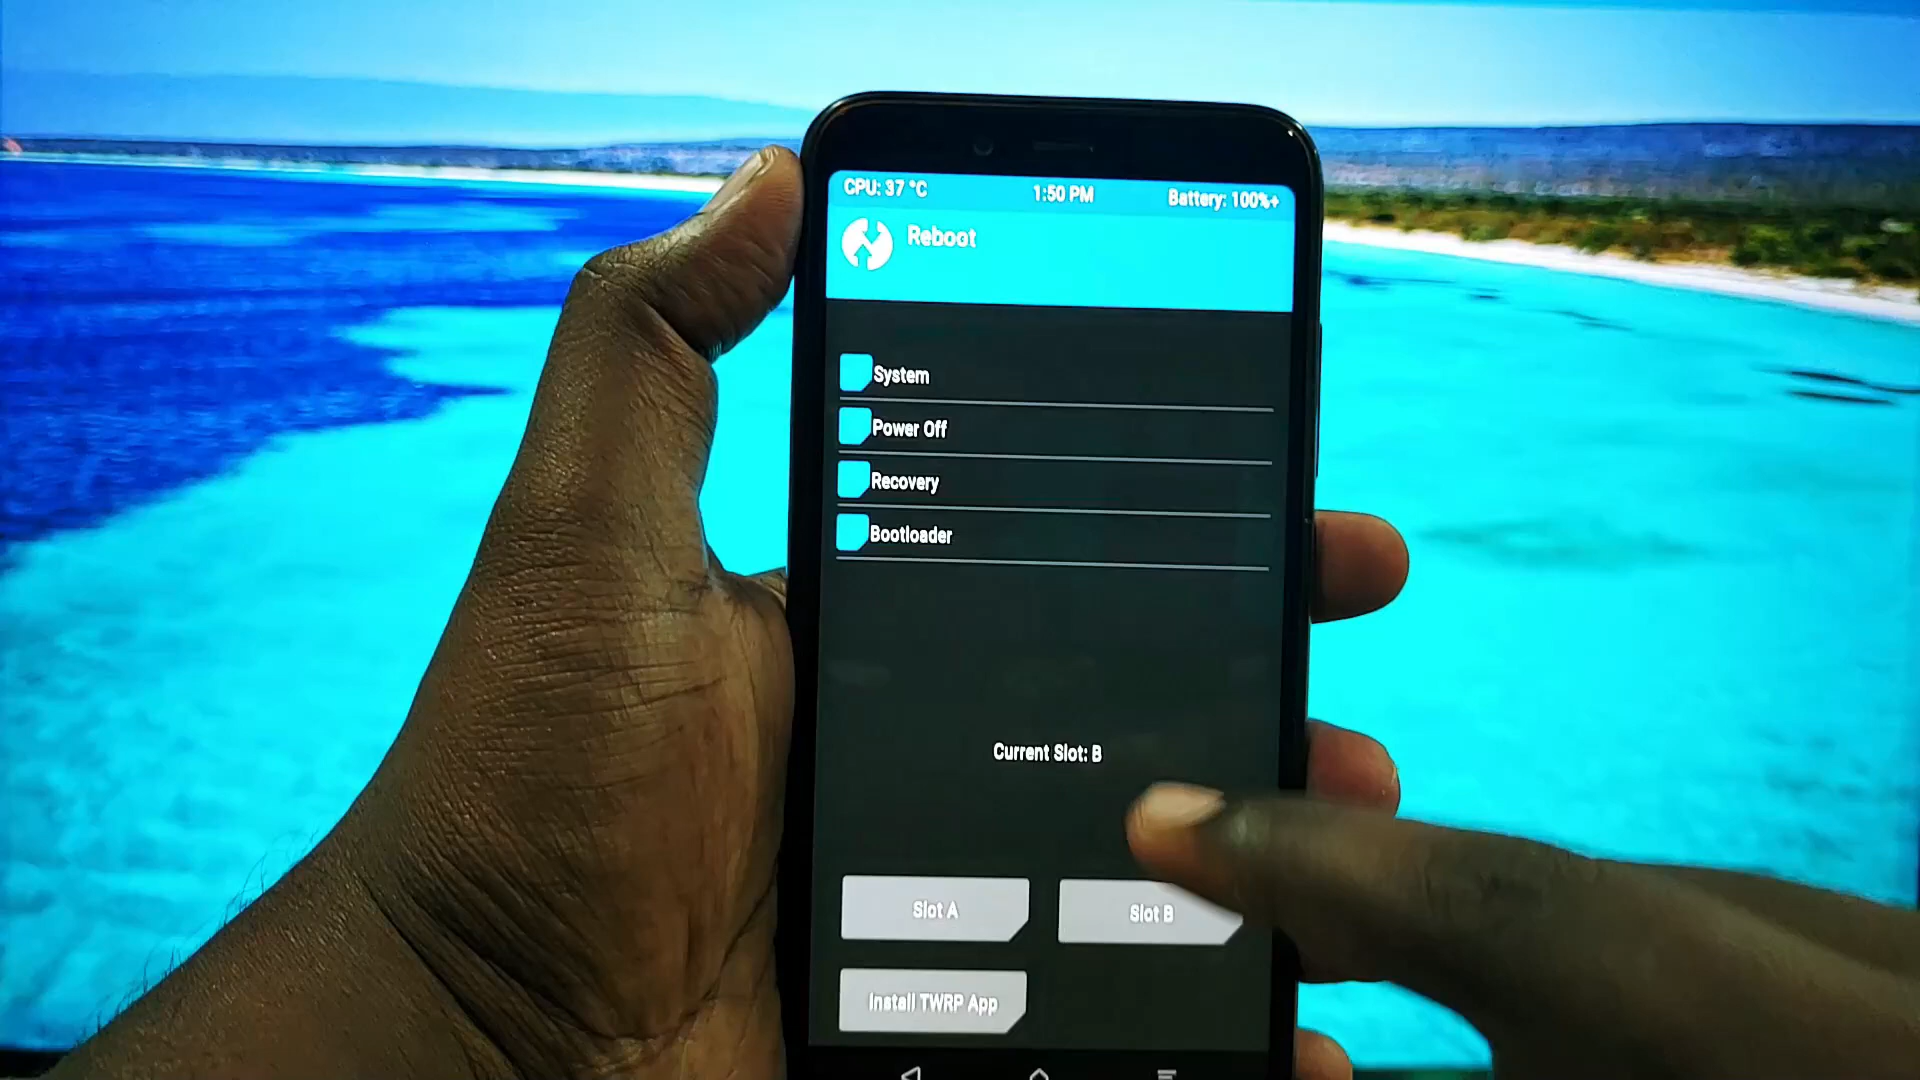 CPU: 37 °C 1:50 PM Battery: 100%+
Reboot
System
Power Off
Recovery
Bootloader
Current Slot: B
Slot A Slot B
Install TWRP App